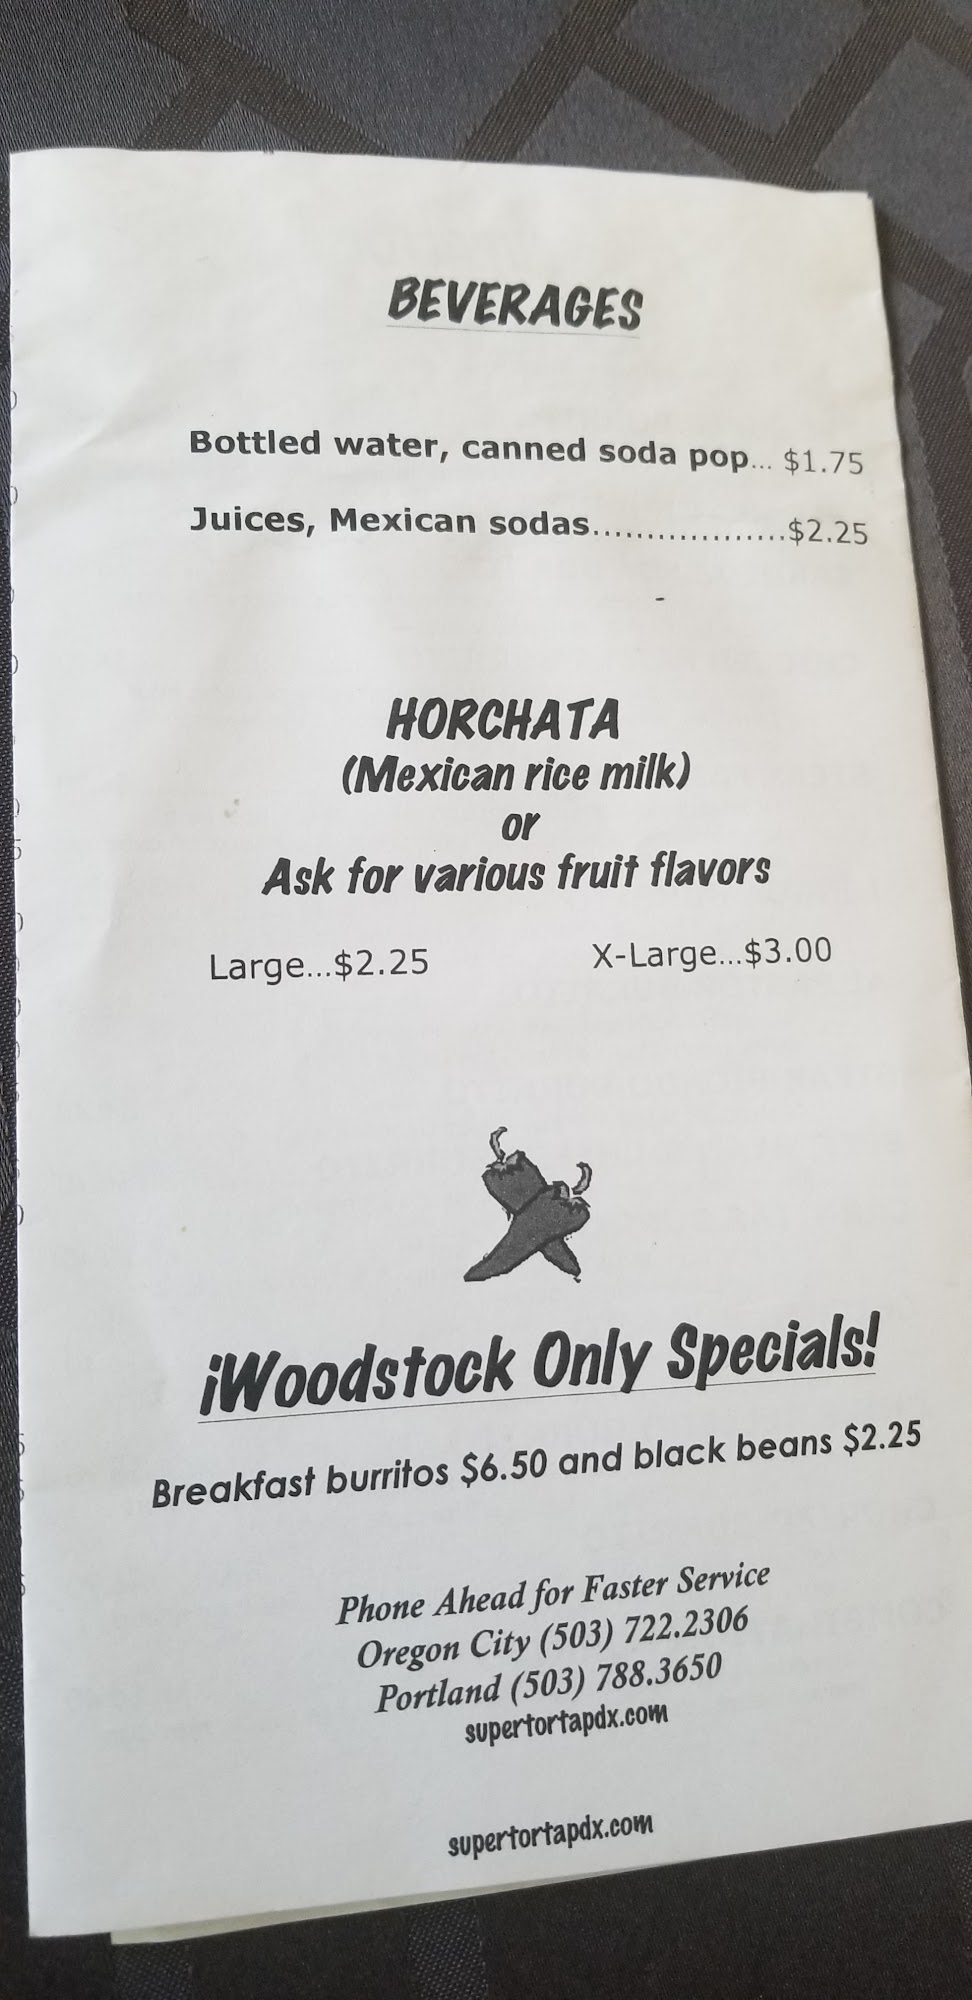 BEVERAGES
Bottled water, canned soda pop... $1.75
Juices, Mexican sodas..................$2.25
HORCHATA
(Mexican rice milk)
or
Ask for various fruit flavors
Large...$2.25 X-Large...$3.00
¡Woodstock Only Specials!
Breakfast burritos $6.50 and black beans $2.25
Phone Ahead for Faster Service
Oregon City (503) 722.2306
Portland (503) 788.3650
supertortapdx.com
supertortapdx.com